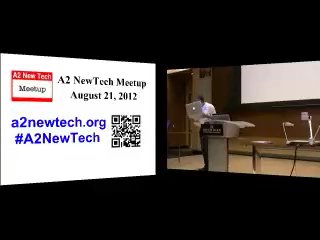 A2 New Tech
Meetup
A2 NewTech Meetup
August 21, 2012
a2newtech.org
#A2NewTech